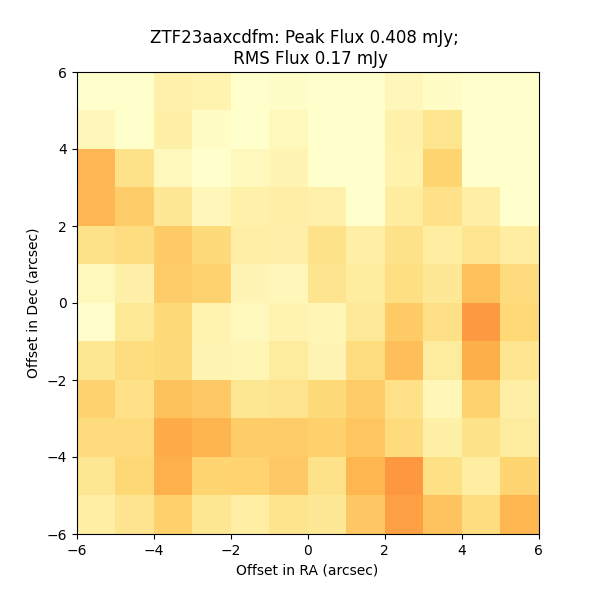 ZTF23aaxcdfm: Peak Flux 0.408 mJy;
RMS Flux 0.17 mJy
6
4
2
0
−2
−4
−6
Offset in Dec (arcsec)
−6 −4 −2 0 2 4 6
Offset in RA (arcsec)